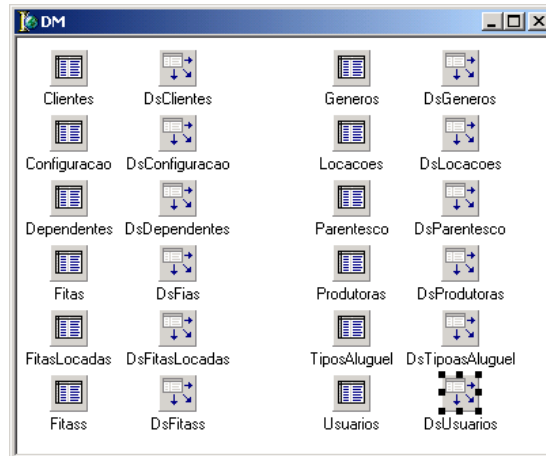 DM
Clientes DsClientes Generos DsGeneros
Configuracao DsConfiguracao Locacoes DsLocacoes
Dependentes DsDependentes Parentesco DsParentesco
Fitas DsFias Produtoras DsProdutoras
FitasLocadas DsFitasLocadas TiposAluguel DsTipoasAluguel
Fitass DsFitass Usuarios DsUsuarios